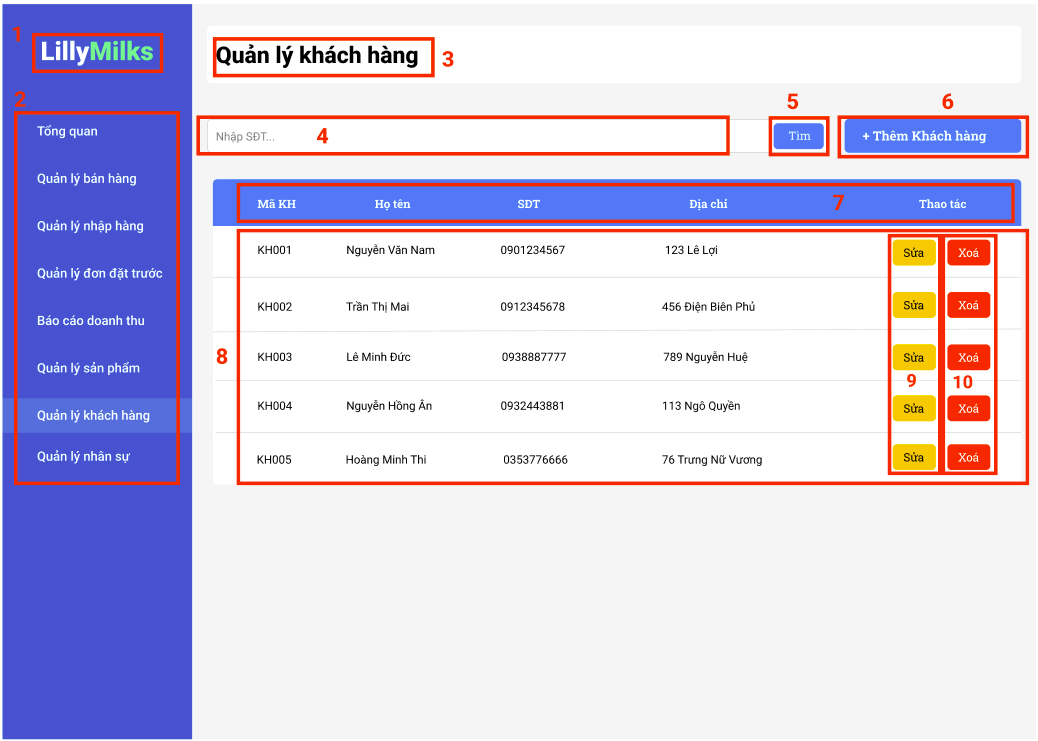 1
LillyMilks
Quản lý khách hàng 3
2
5
6
Tổng quan
Nhập SĐT... 4
Tìm
+ Thêm Khách hàng
Quản lý bán hàng
Quản lý nhập hàng
Quản lý đơn đặt trước
Báo cáo doanh thu
Quản lý sản phẩm
Quản lý khách hàng
Quản lý nhân sự
Mã KH Họ tên SĐT Địa chỉ 7 Thao tác
KH001 Nguyễn Văn Nam 0901234567 123 Lê Lợi Sửa Xoá
KH002 Trần Thị Mai 0912345678 456 Điện Biên Phủ Sửa Xoá
8 KH003 Lê Minh Đức 0938887777 789 Nguyễn Huệ Sửa Xoá
9 10
KH004 Nguyễn Hồng Ân 0932443881 113 Ngô Quyền Sửa Xoá
KH005 Hoàng Minh Thi 0353776666 76 Trưng Nữ Vương Sửa Xoá